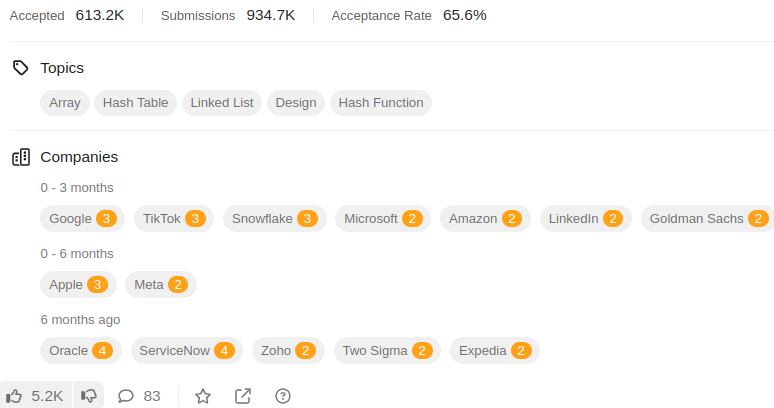 Accepted 613.2K Submissions 934.7K Acceptance Rate 65.6%
Topics
Array Hash Table Linked List Design Hash Function
Companies
0 - 3 months
Google 3 TikTok 3 Snowflake 3 Microsoft 2 Amazon 2 LinkedIn 2 Goldman Sachs 2
0 - 6 months
Apple 3 Meta 2
6 months ago
Oracle 4 ServiceNow 4 Zoho 2 Two Sigma 2 Expedia 2
5.2K 83